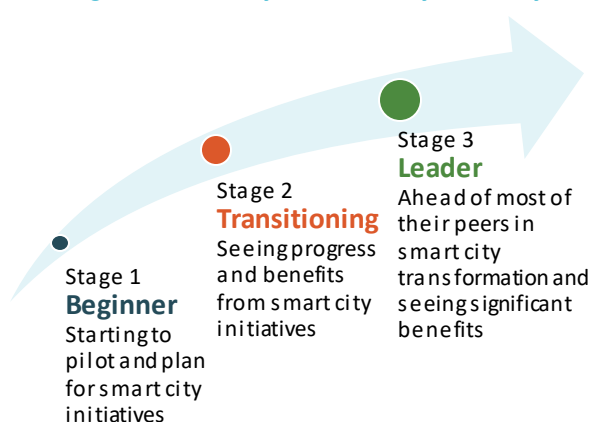 Stage 1
Beginner
Starting to
pilot and plan
for smart city
initiatives
Stage 2
Transitioning
Seeing progress
and benefits
from smart city
initiatives
Stage 3
Leader
Ahead of most of
their peers in
smart city
transformation and
seeing significant
benefits